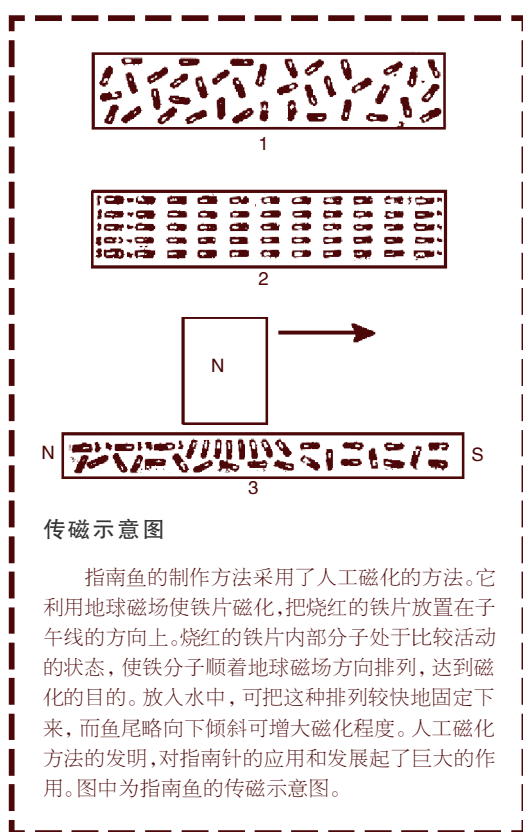 1
2
N
N
S
3
传磁示意图
指南鱼的制作方法采用了人工磁化的方法。它
利用地球磁场使铁片磁化,把烧红的铁片放置在子
午线的方向上。烧红的铁片内部分子处于比较活动
的状态,使铁分子顺着地球磁场方向排列,达到磁
化的目的。放入水中,可把这种排列较快地固定下
来,而鱼尾略向下倾斜可增大磁化程度。人工磁化
方法的发明,对指南针的应用和发展起了巨大的作
用。图中为指南鱼的传磁示意图。